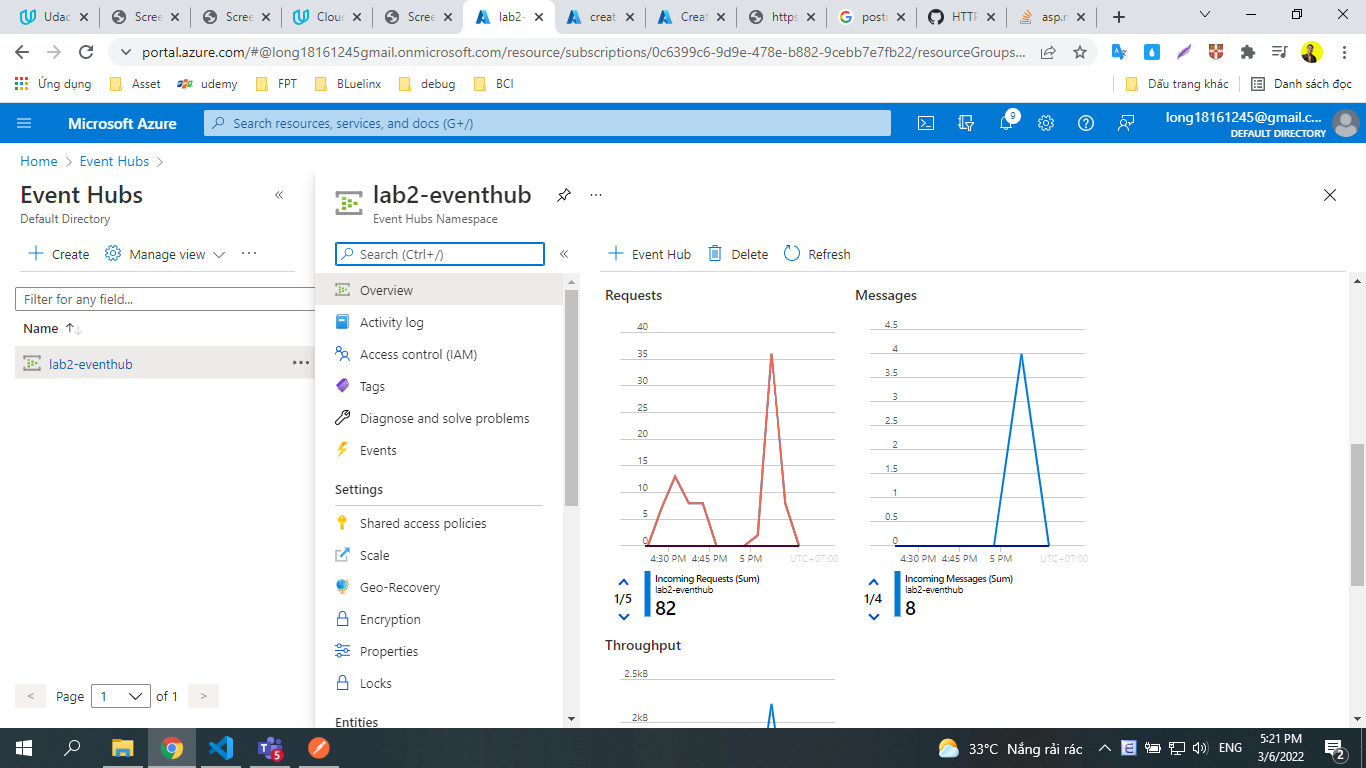 Udac
Scree
Scree
Cloud
Scree
lab2-
creat
Creat
https
postm
HTTP
asp.n
portal.azure.com/#@long18161245gmail.onmicrosoft.com/resource/subscriptions/0c6399c6-9d9e-478e-b882-9cebb7e7fb22/resourceGroups...
Ứng dụng
Asset
udemy
FPT
BLuelinx
debug
BCI
Dấu trang khác
Danh sách đọc
Microsoft Azure
Search resources, services, and docs (G+/)
9
long18161245@gmail.c...
DEFAULT DIRECTORY
Home > Event Hubs >
Event Hubs
Default Directory
Create
Manage view
Filter for any field...
Name
lab2-eventhub
< Page 1 of 1 >
lab2-eventhub
Event Hubs Namespace
Search (Ctrl+/)
Overview
Activity log
Access control (IAM)
Tags
Diagnose and solve problems
Events
Settings
Shared access policies
Scale
Geo-Recovery
Encryption
Properties
Locks
Entities
Event Hub
Delete
Refresh
Requests
40
35
30
25
20
15
10
5
0
4:30 PM 4:45 PM 5 PM UTC+07:00
1/5
Incoming Requests (Sum)
lab2-eventhub
82
Messages
4.5
4
3.5
3
2.5
2
1.5
1
0.5
0
4:30 PM 4:45 PM 5 PM UTC+07:00
1/4
Incoming Messages (Sum)
lab2-eventhub
8
Throughput
2.5kB
2kB
5
33°C Nắng rải rác
ENG
5:21 PM
3/6/2022
2